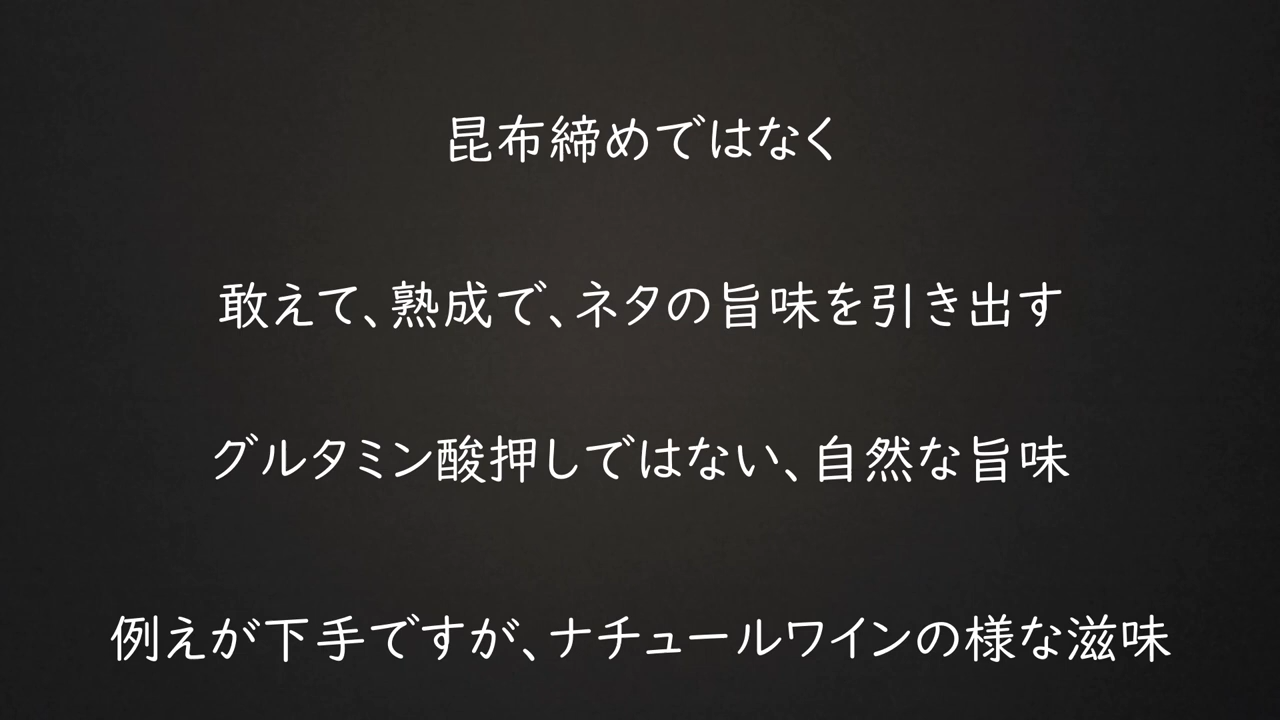 昆布締めではなく
敢えて、熟成で、ネタの旨味を引き出す
グルタミン酸押しではない、自然な旨味
例えが下手ですが、ナチュールワインの様な滋味